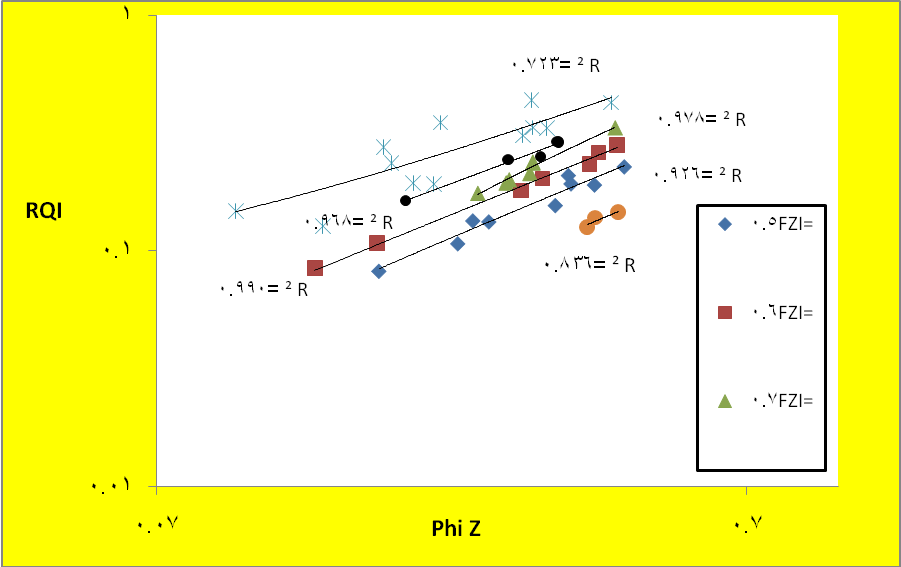 ١
٠.٧٢٣= ² R
٠.٩٧٨= ² R
٠.٩٢٦= ² R
RQI
٠.٩٦٨= ² R
٠.٥FZI=
٠.١
٠.٨٣٦= ² R
٠.٩٩٠= ² R
٠.٦FZI=
٠.٧FZI=
٠.٠١
٠.٠٧
Phi Z
٠.٧